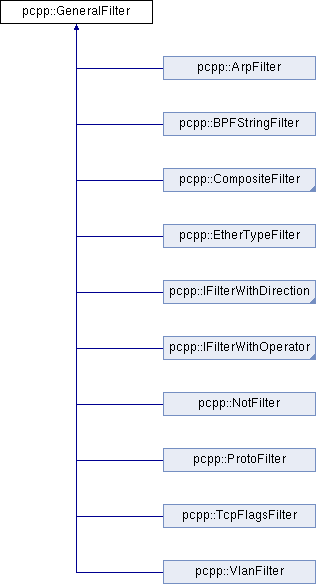 pcpp::GeneralFilter
pcpp::ArpFilter
pcpp::BPFStringFilter
pcpp::CompositeFilter
pcpp::EtherTypeFilter
pcpp::IFilterWithDirection
pcpp::IFilterWithOperator
pcpp::NotFilter
pcpp::ProtoFilter
pcpp::TcpFlagsFilter
pcpp::VlanFilter